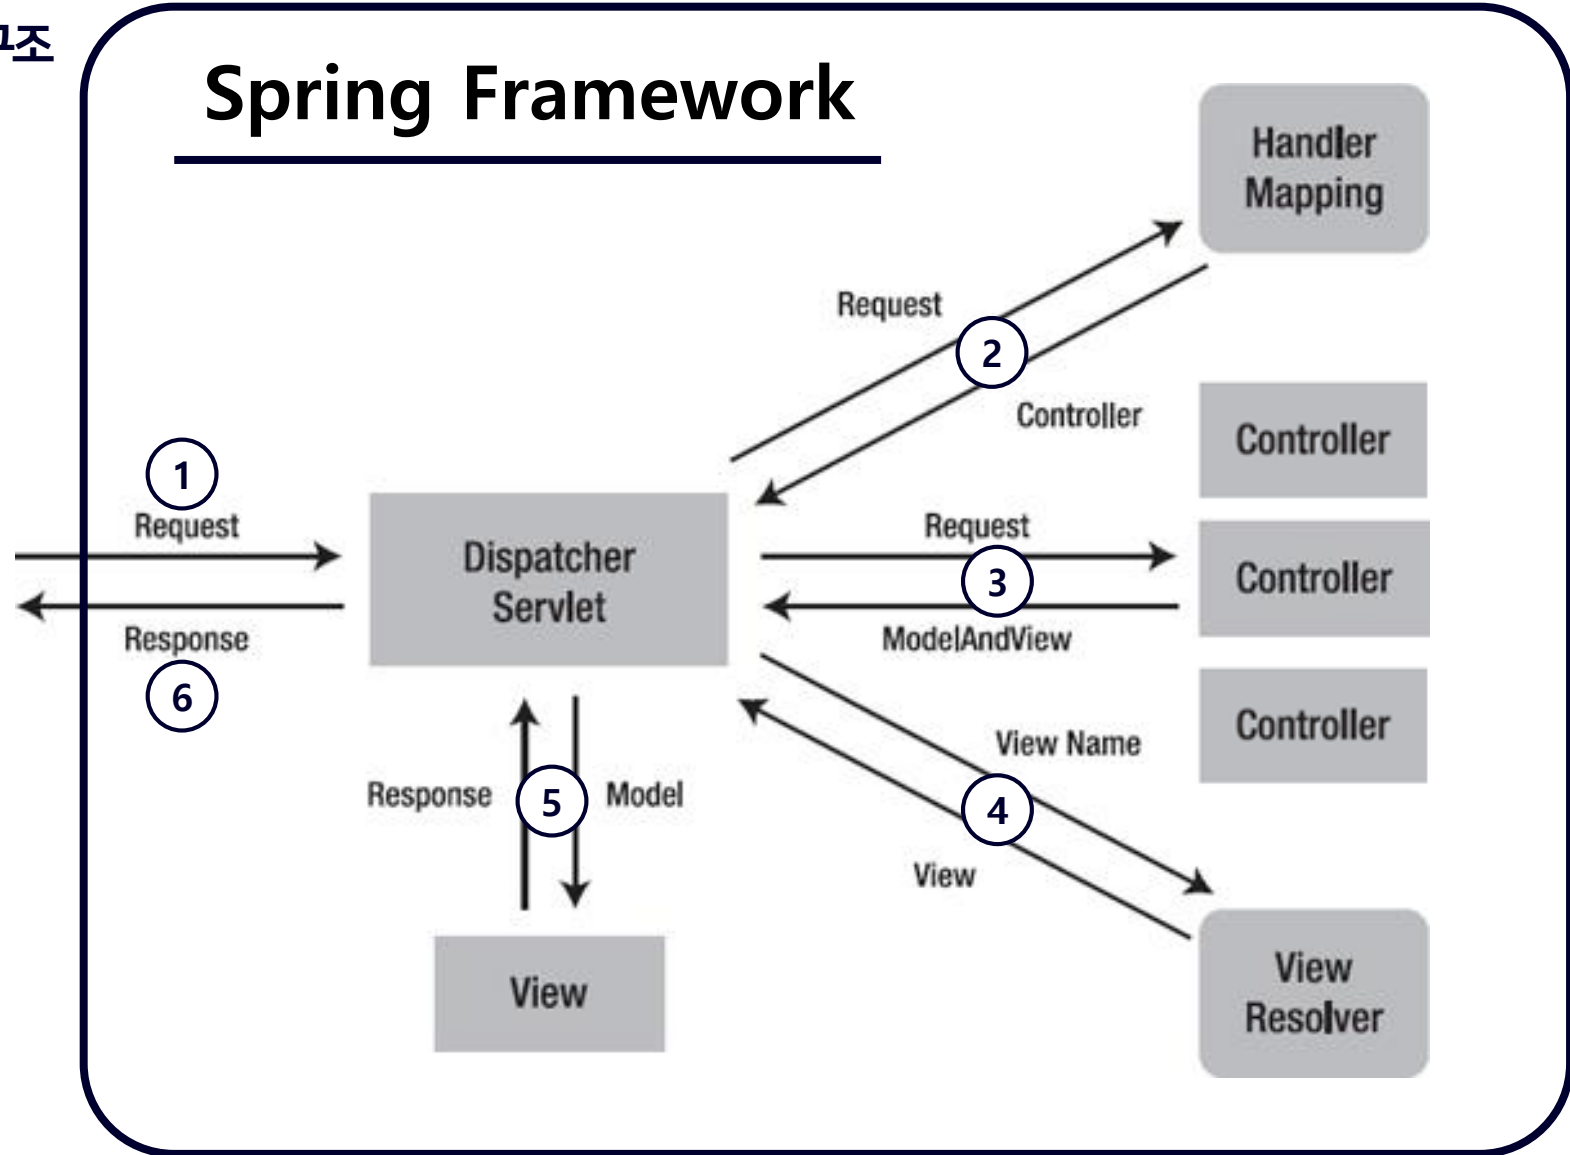 구조
Spring Framework
Handler
Mapping
Request
2
Controller
Controller
1
Request
Dispatcher
Servlet
Request
3
ModelAndView
Controller
Response
6
Controller
View Name
Response
5
Model
4
View
View
View
Resolver